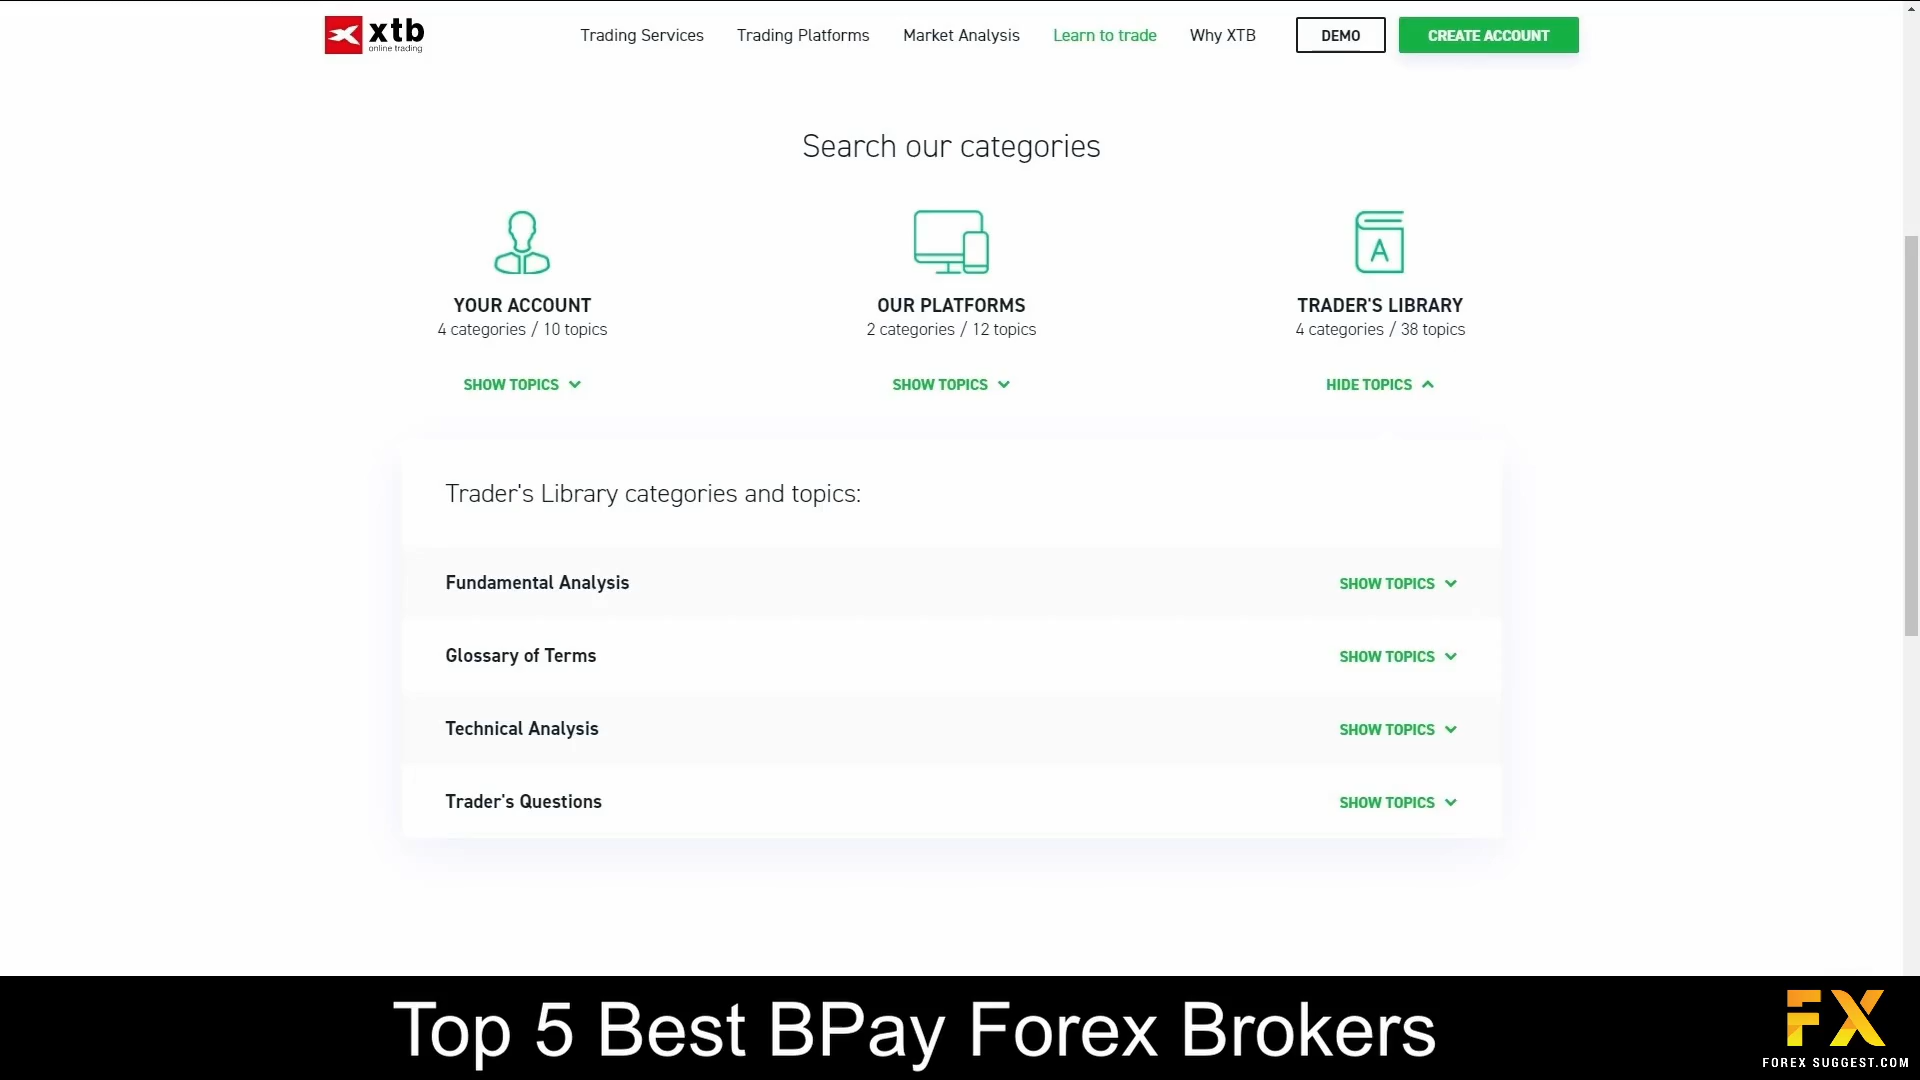 xtb
online trading
Trading Services Trading Platforms Market Analysis Learn to trade Why XTB DEMO CREATE ACCOUNT
Search our categories
A
YOUR ACCOUNT
4 categories / 10 topics
SHOW TOPICS
OUR PLATFORMS
2 categories / 12 topics
SHOW TOPICS
TRADER'S LIBRARY
4 categories / 38 topics
HIDE TOPICS
Trader's Library categories and topics:
Fundamental Analysis SHOW TOPICS
Glossary of Terms SHOW TOPICS
Technical Analysis SHOW TOPICS
Trader's Questions SHOW TOPICS
Top 5 Best BPay Forex Brokers
FX
FOREX SUGGEST.COM